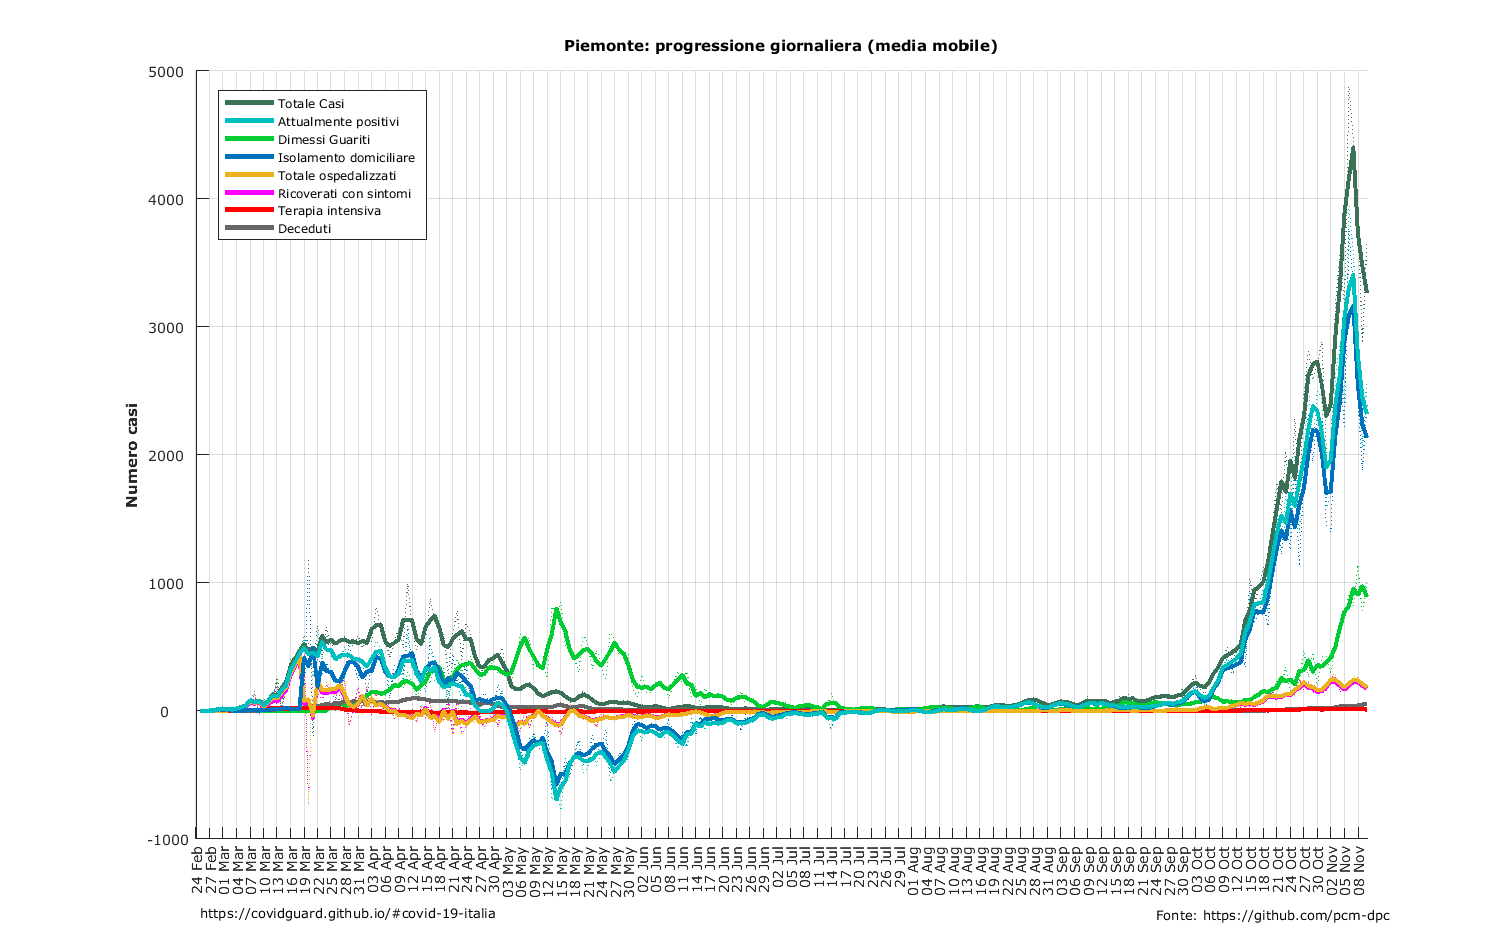 Piemonte: progressione giornaliera (media mobile)
5000
4000
3000
2000
1000
0
-1000
Numero casi
Totale Casi
Attualmente positivi
Dimessi Guariti
Isolamento domiciliare
Totale ospedalizzati
Ricoverati con sintomi
Terapia intensiva
Deceduti
24 Feb
27 Feb
01 Mar
04 Mar
07 Mar
10 Mar
13 Mar
16 Mar
19 Mar
22 Mar
25 Mar
28 Mar
31 Mar
03 Apr
06 Apr
09 Apr
12 Apr
15 Apr
18 Apr
21 Apr
24 Apr
27 Apr
30 Apr
03 May
06 May
09 May
12 May
15 May
18 May
21 May
24 May
27 May
30 May
02 Jun
05 Jun
08 Jun
11 Jun
14 Jun
17 Jun
20 Jun
23 Jun
26 Jun
29 Jun
02 Jul
05 Jul
08 Jul
11 Jul
14 Jul
17 Jul
20 Jul
23 Jul
26 Jul
29 Jul
01 Aug
04 Aug
07 Aug
10 Aug
13 Aug
16 Aug
19 Aug
22 Aug
25 Aug
28 Aug
31 Aug
03 Sep
06 Sep
09 Sep
12 Sep
15 Sep
18 Sep
21 Sep
24 Sep
27 Sep
30 Sep
03 Oct
06 Oct
09 Oct
12 Oct
15 Oct
18 Oct
21 Oct
24 Oct
27 Oct
30 Oct
02 Nov
05 Nov
08 Nov
https://covidguard.github.io/#covid-19-italia
Fonte: https://github.com/pcm-dpc